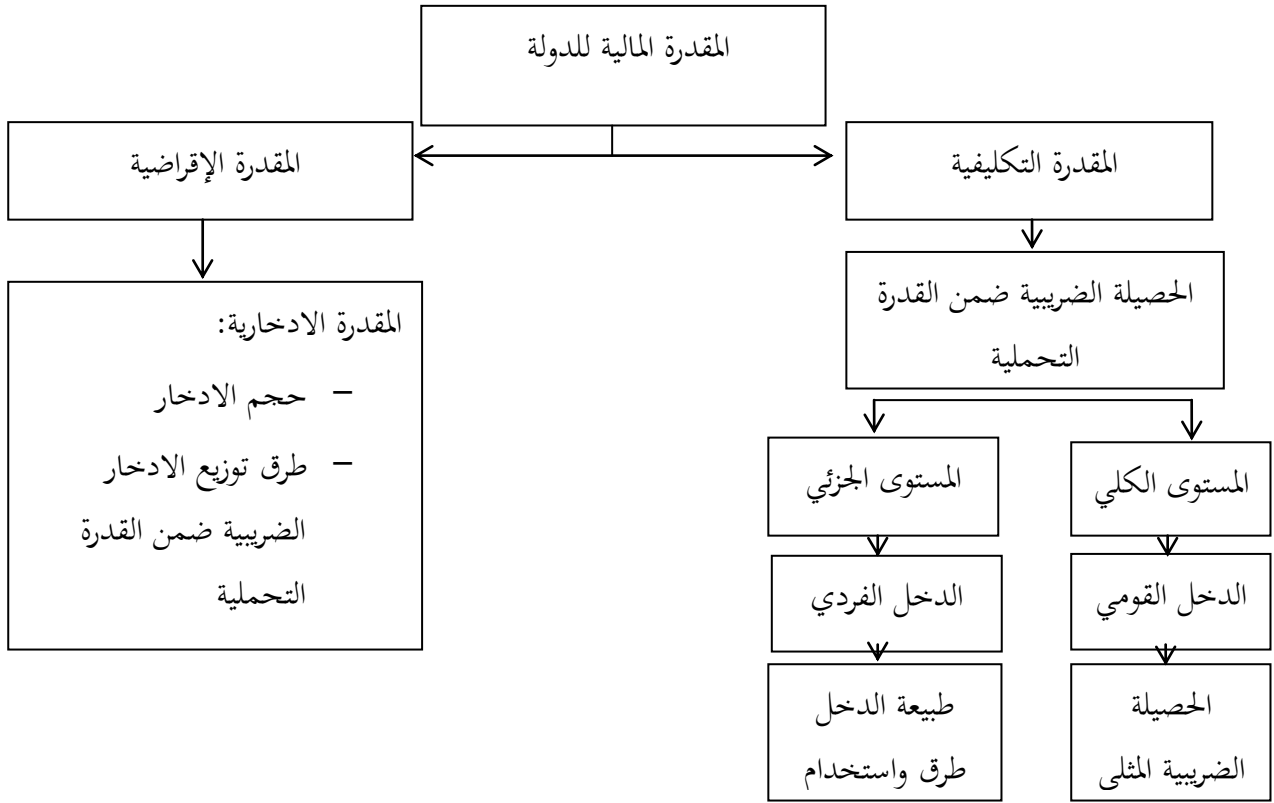 المقدرة المالية للدولة
المقدرة التكليفية
المقدرة الإقراضية
الحصيلة الضريبية ضمن القدرة
التحملية
المقدرة الادخارية:
– حجم الادخار
– طرق توزيع الادخار
الضريبية ضمن القدرة
التحملية
المستوى الكلي
المستوى الجزئي
الدخل القومي
الدخل الفردي
الحصيلة
الضريبية المثلى
طبيعة الدخل
طرق واستخدام